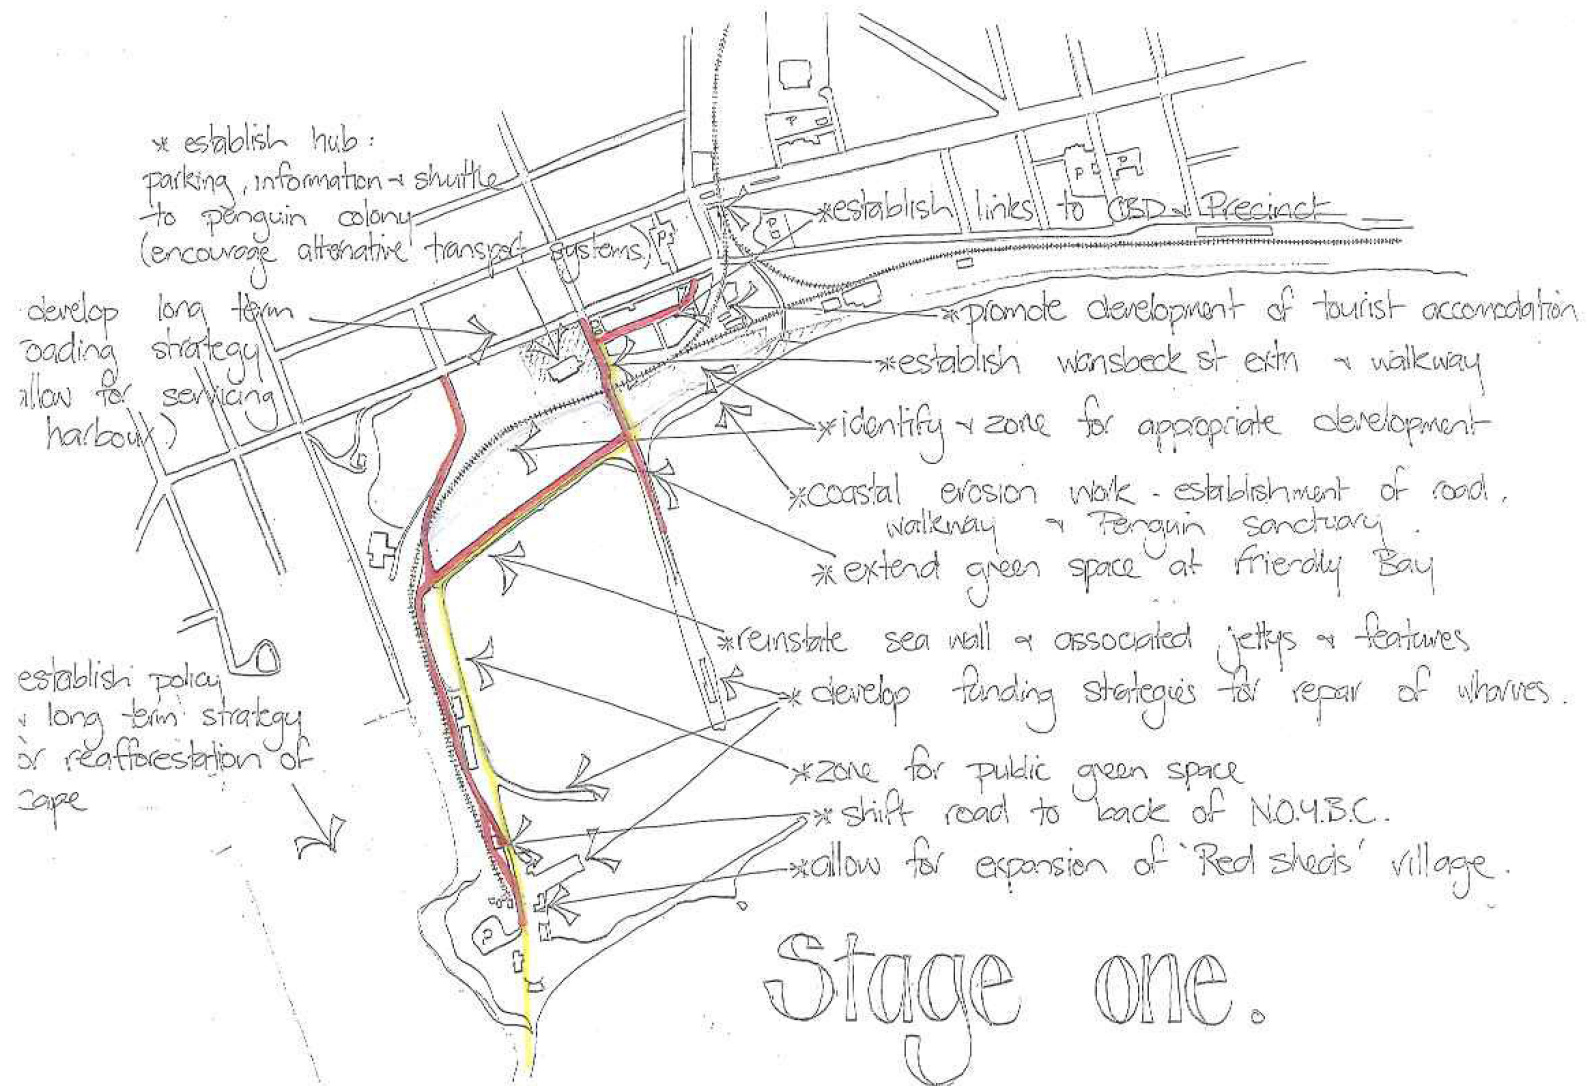 * establish hub :
parking, information & shuttle
to penguin colony
(encourage alternative transport systems)
develop long term
oading strategy
allow for servicing
harbour)
establish policy
& long term strategy
or reafforestation of
cape
*establish links to CBD & Precinct
*promote development of tourist accomodation
*establish wansbeck st extn & walkway
*identify & zone for appropriate development
*coastal erosion work - establishment of road.
walkway & Penguin sanctuary.
* extend green space at friendly Bay
*reinstate sea wall & associated jettys & features
* develop funding strategies for repair of wharves.
*zone for public green space
* shift road to back of N.O.Y.B.C.
*allow for expansion of 'Red sheds' village.
Stage one.
P
P
P
P
P